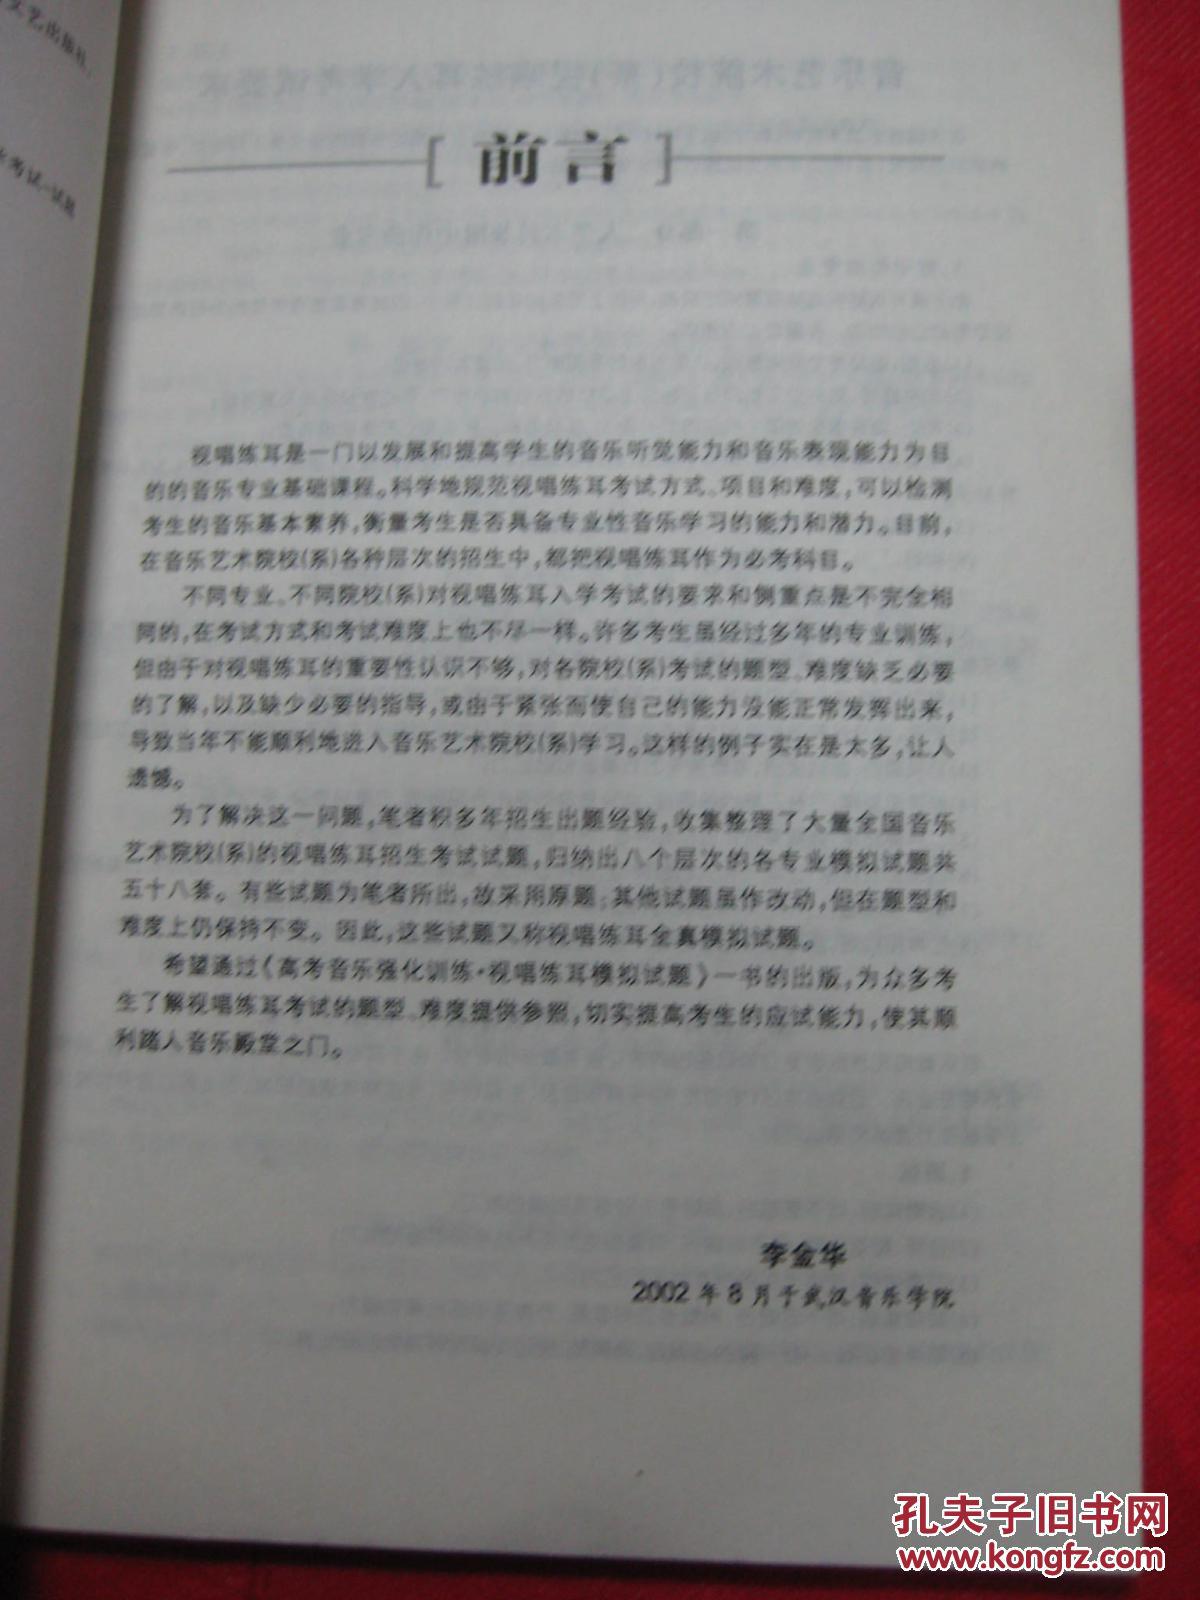 文艺出版社,
考试-试题
前言
视唱练耳是一门以发展和提高学生的音乐听觉能力和音乐表现能力为目
的的音乐专业基础课程。科学地规范视唱练耳考试方式、项目和难度,可以检测
考生的音乐基本素养,衡量考生是否具备专业性音乐学习的能力和潜力。目前,
在音乐艺术院校(系)各种层次的招生中,都把视唱练耳作为必考科目。
不同专业、不同院校(系)对视唱练耳入学考试的要求和侧重点是不完全相
同的,在考试方式和考试难度上也不尽一样。许多考生虽经过多年的专业训练,
但由于对视唱练耳的重要性认识不够,对各院校(系)考试的题型、难度缺乏必要
的了解,以及缺少必要的指导,或由于紧张而使自己的能力没能正常发挥出来,
导致当年不能顺利地进入音乐艺术院校(系)学习。这样的例子实在是太多,让人
遗憾。
为了解决这一问题,笔者积多年招生出题经验,收集整理了大量全国音乐
艺术院校(系)的视唱练耳招生考试试题,归纳出八个层次的各专业模拟试题共
五十八套。有些试题为笔者所出,故采用原题;其他试题虽作改动,但在题型和
难度上仍保持不变。因此,这些试题又称视唱练耳全真模拟试题。
希望通过《高考音乐强化训练·视唱练耳模拟试题》一书的出版,为众多考
生了解视唱练耳考试的题型、难度提供参照,切实提高考生的应试能力,使其顺
利踏入音乐殿堂之门。
李金华
2002年8月于武汉音乐学院
孔夫子旧书网
www.kongfz.com